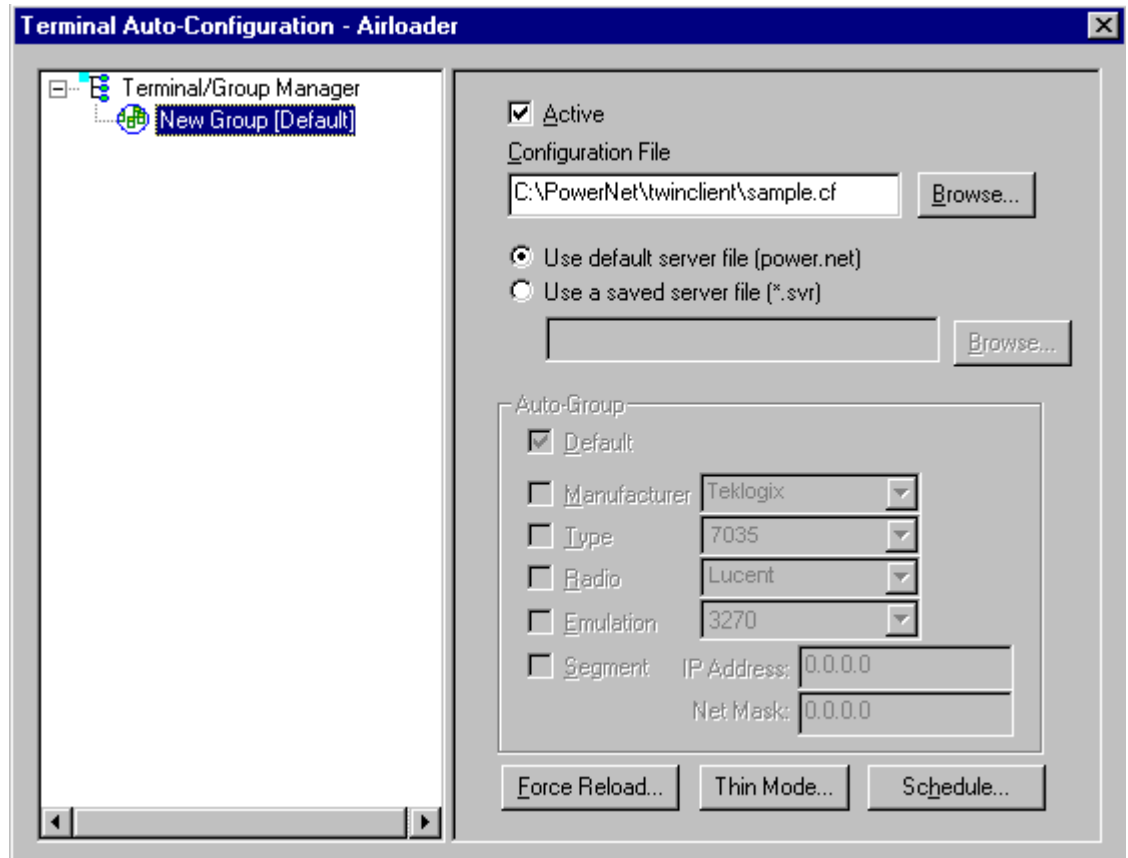 Terminal Auto-Configuration - Airloader
Terminal/Group Manager
New Group [Default]
Active
Configuration File
C:\PowerNet\twinclient\sample.cf
Browse...
Use default server file (power.net)
Use a saved server file (*.svr)
Browse...
Auto-Group
Default
Manufacturer Teklogix
Type 7035
Radio Lucent
Emulation 3270
Segment IP Address: 0.0.0.0
Net Mask: 0.0.0.0
Force Reload... Thin Mode... Schedule...